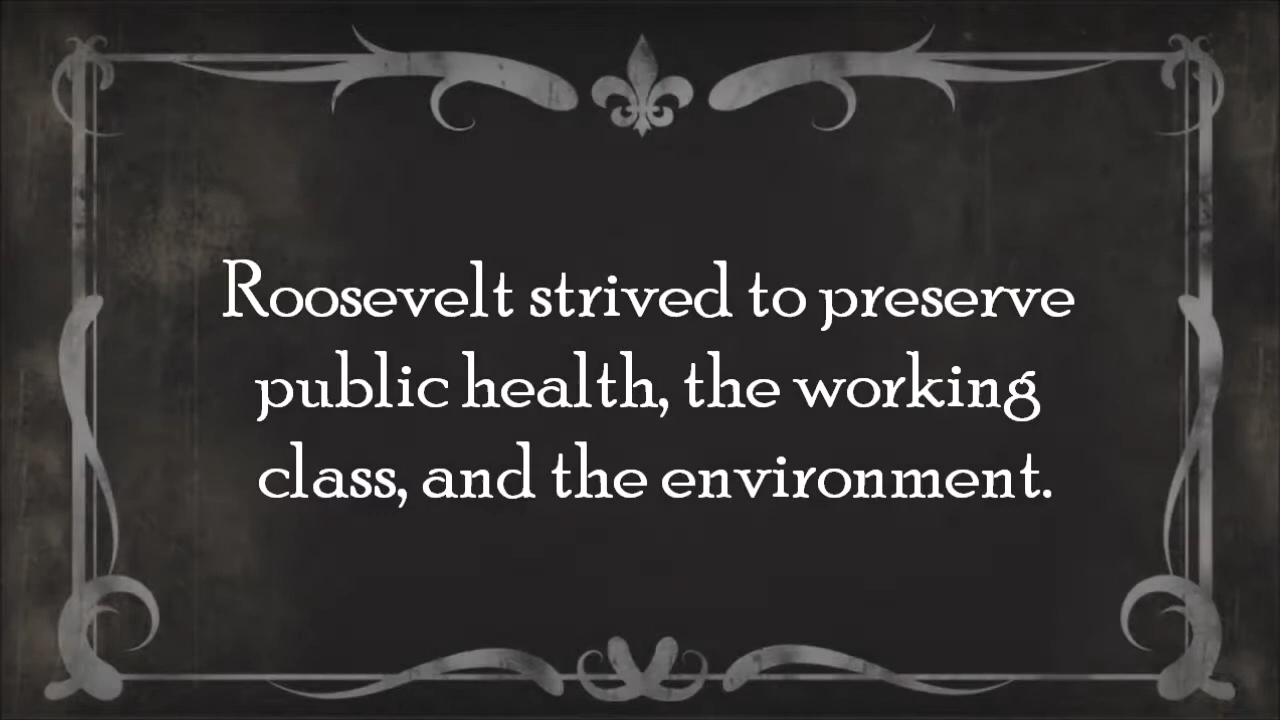 Roosevelt strived to preserve
public health, the working
class, and the environment.